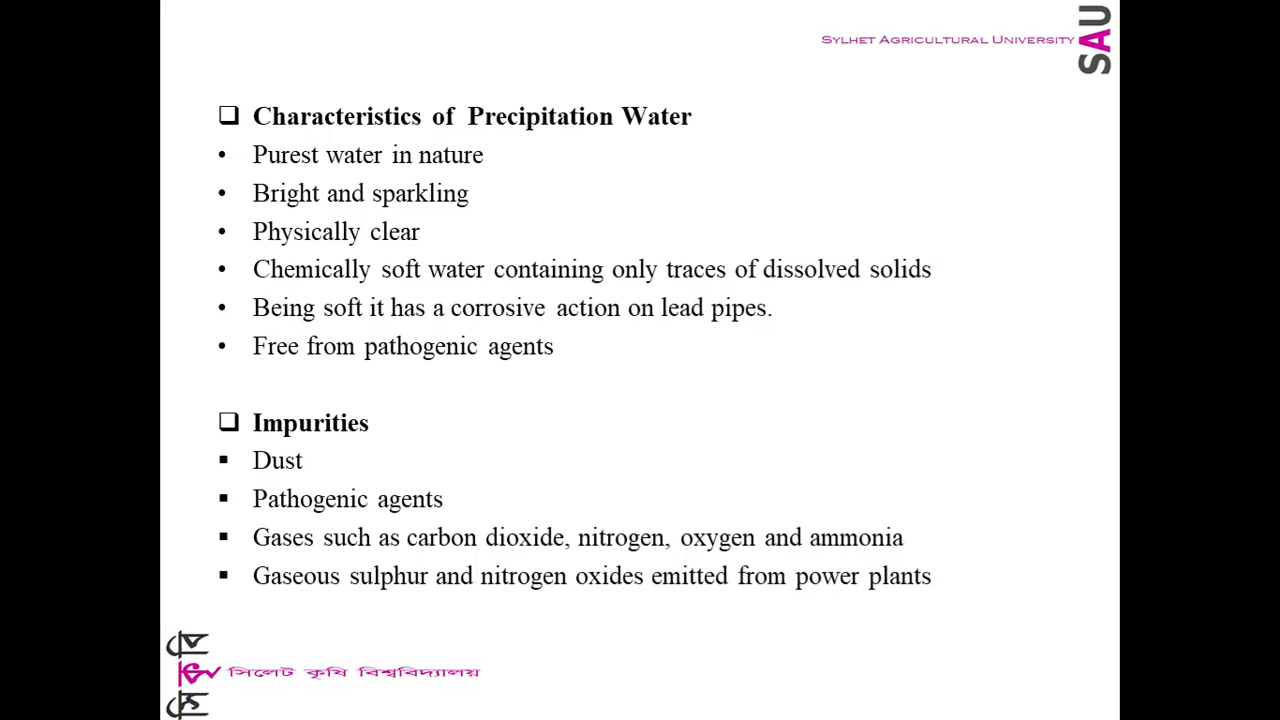 SYLHET AGRICULTURAL UNIVERSITY
SAU
❑ Characteristics of Precipitation Water
• Purest water in nature
• Bright and sparkling
• Physically clear
• Chemically soft water containing only traces of dissolved solids
• Being soft it has a corrosive action on lead pipes.
• Free from pathogenic agents
❑ Impurities
▪ Dust
▪ Pathogenic agents
▪ Gases such as carbon dioxide, nitrogen, oxygen and ammonia
▪ Gaseous sulphur and nitrogen oxides emitted from power plants
সিকৃবি
সিলেট কৃষি বিশ্ববিদ্যালয়